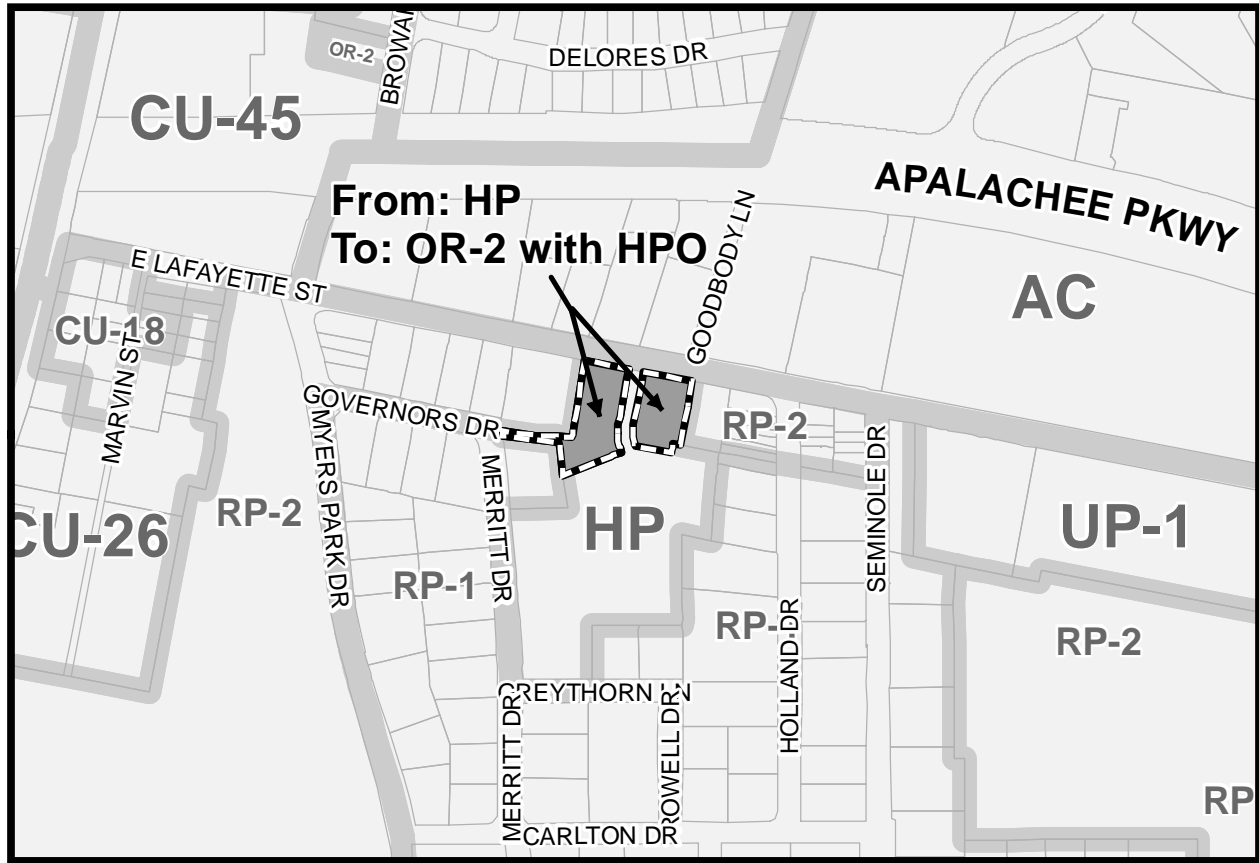 OR-2
BROWA
DELORES DR
CU-45
APALACHEE PKWY
From: HP
To: OR-2 with HPO
GOODBODY LN
E LAFAYETTE ST
AC
CU-18
MARVIN ST
GOVERNORS DR
RP-2
MYERS PARK DR
MERRITT DR
SEMINOLE DR
CU-26
RP-2
HP
UP-1
RP-1
RP-
HOLLAND DR
RP-2
GREYTHORN LN
MERRITT DR
ROWELL DR
RP
CARLTON DR